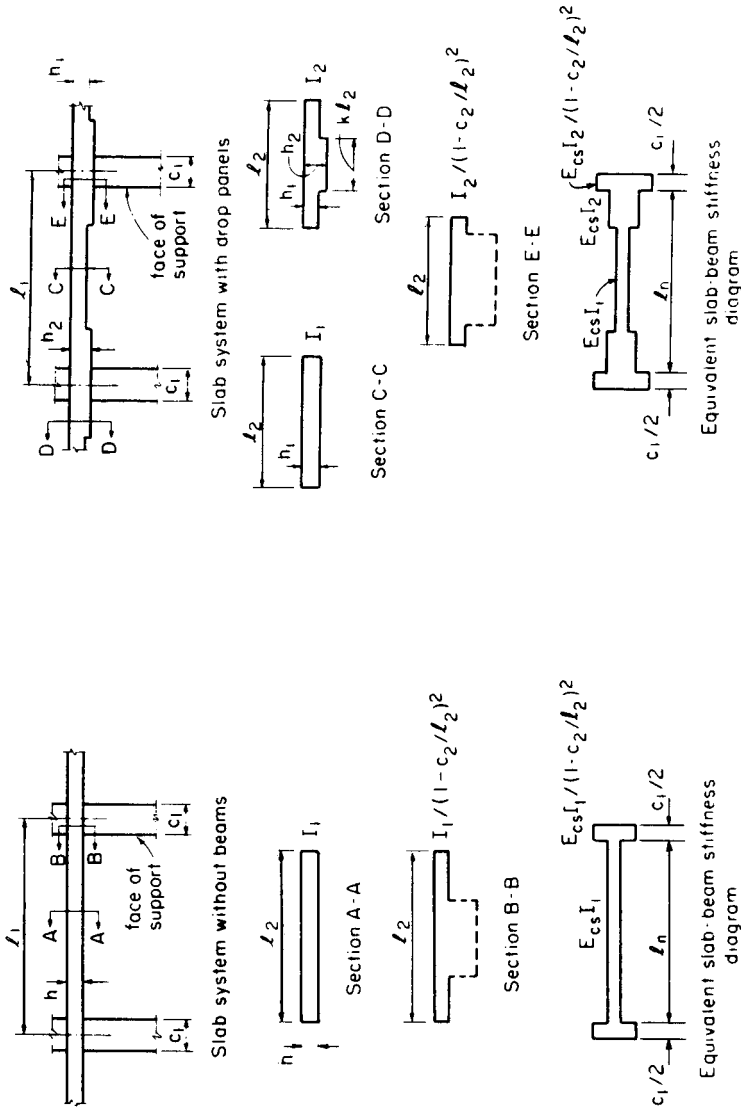 ℓ1
h
A
A
B
B
c1
c1
face of
support
Slab system without beams
ℓ2
h
I1
Section A-A
ℓ2
I1/(1-c2/ℓ2)2
Section B-B
EcsI1
EcsI1/(1-c2/ℓ2)2
ℓn
c1/2
c1/2
Equivalent slab-beam stiffness
diagram
ℓ1
h1
h2
D
D
C
C
E
E
c1
c1
face of
support
Slab system with drop panels
ℓ2
h1
I1
Section C-C
ℓ2
h1
h2
I2
kℓ2
Section D-D
ℓ2
I2/(1-c2/ℓ2)2
Section E-E
EcsI1
EcsI2
EcsI2/(1-c2/ℓ2)2
ℓn
c1/2
c1/2
Equivalent slab-beam stiffness
diagram